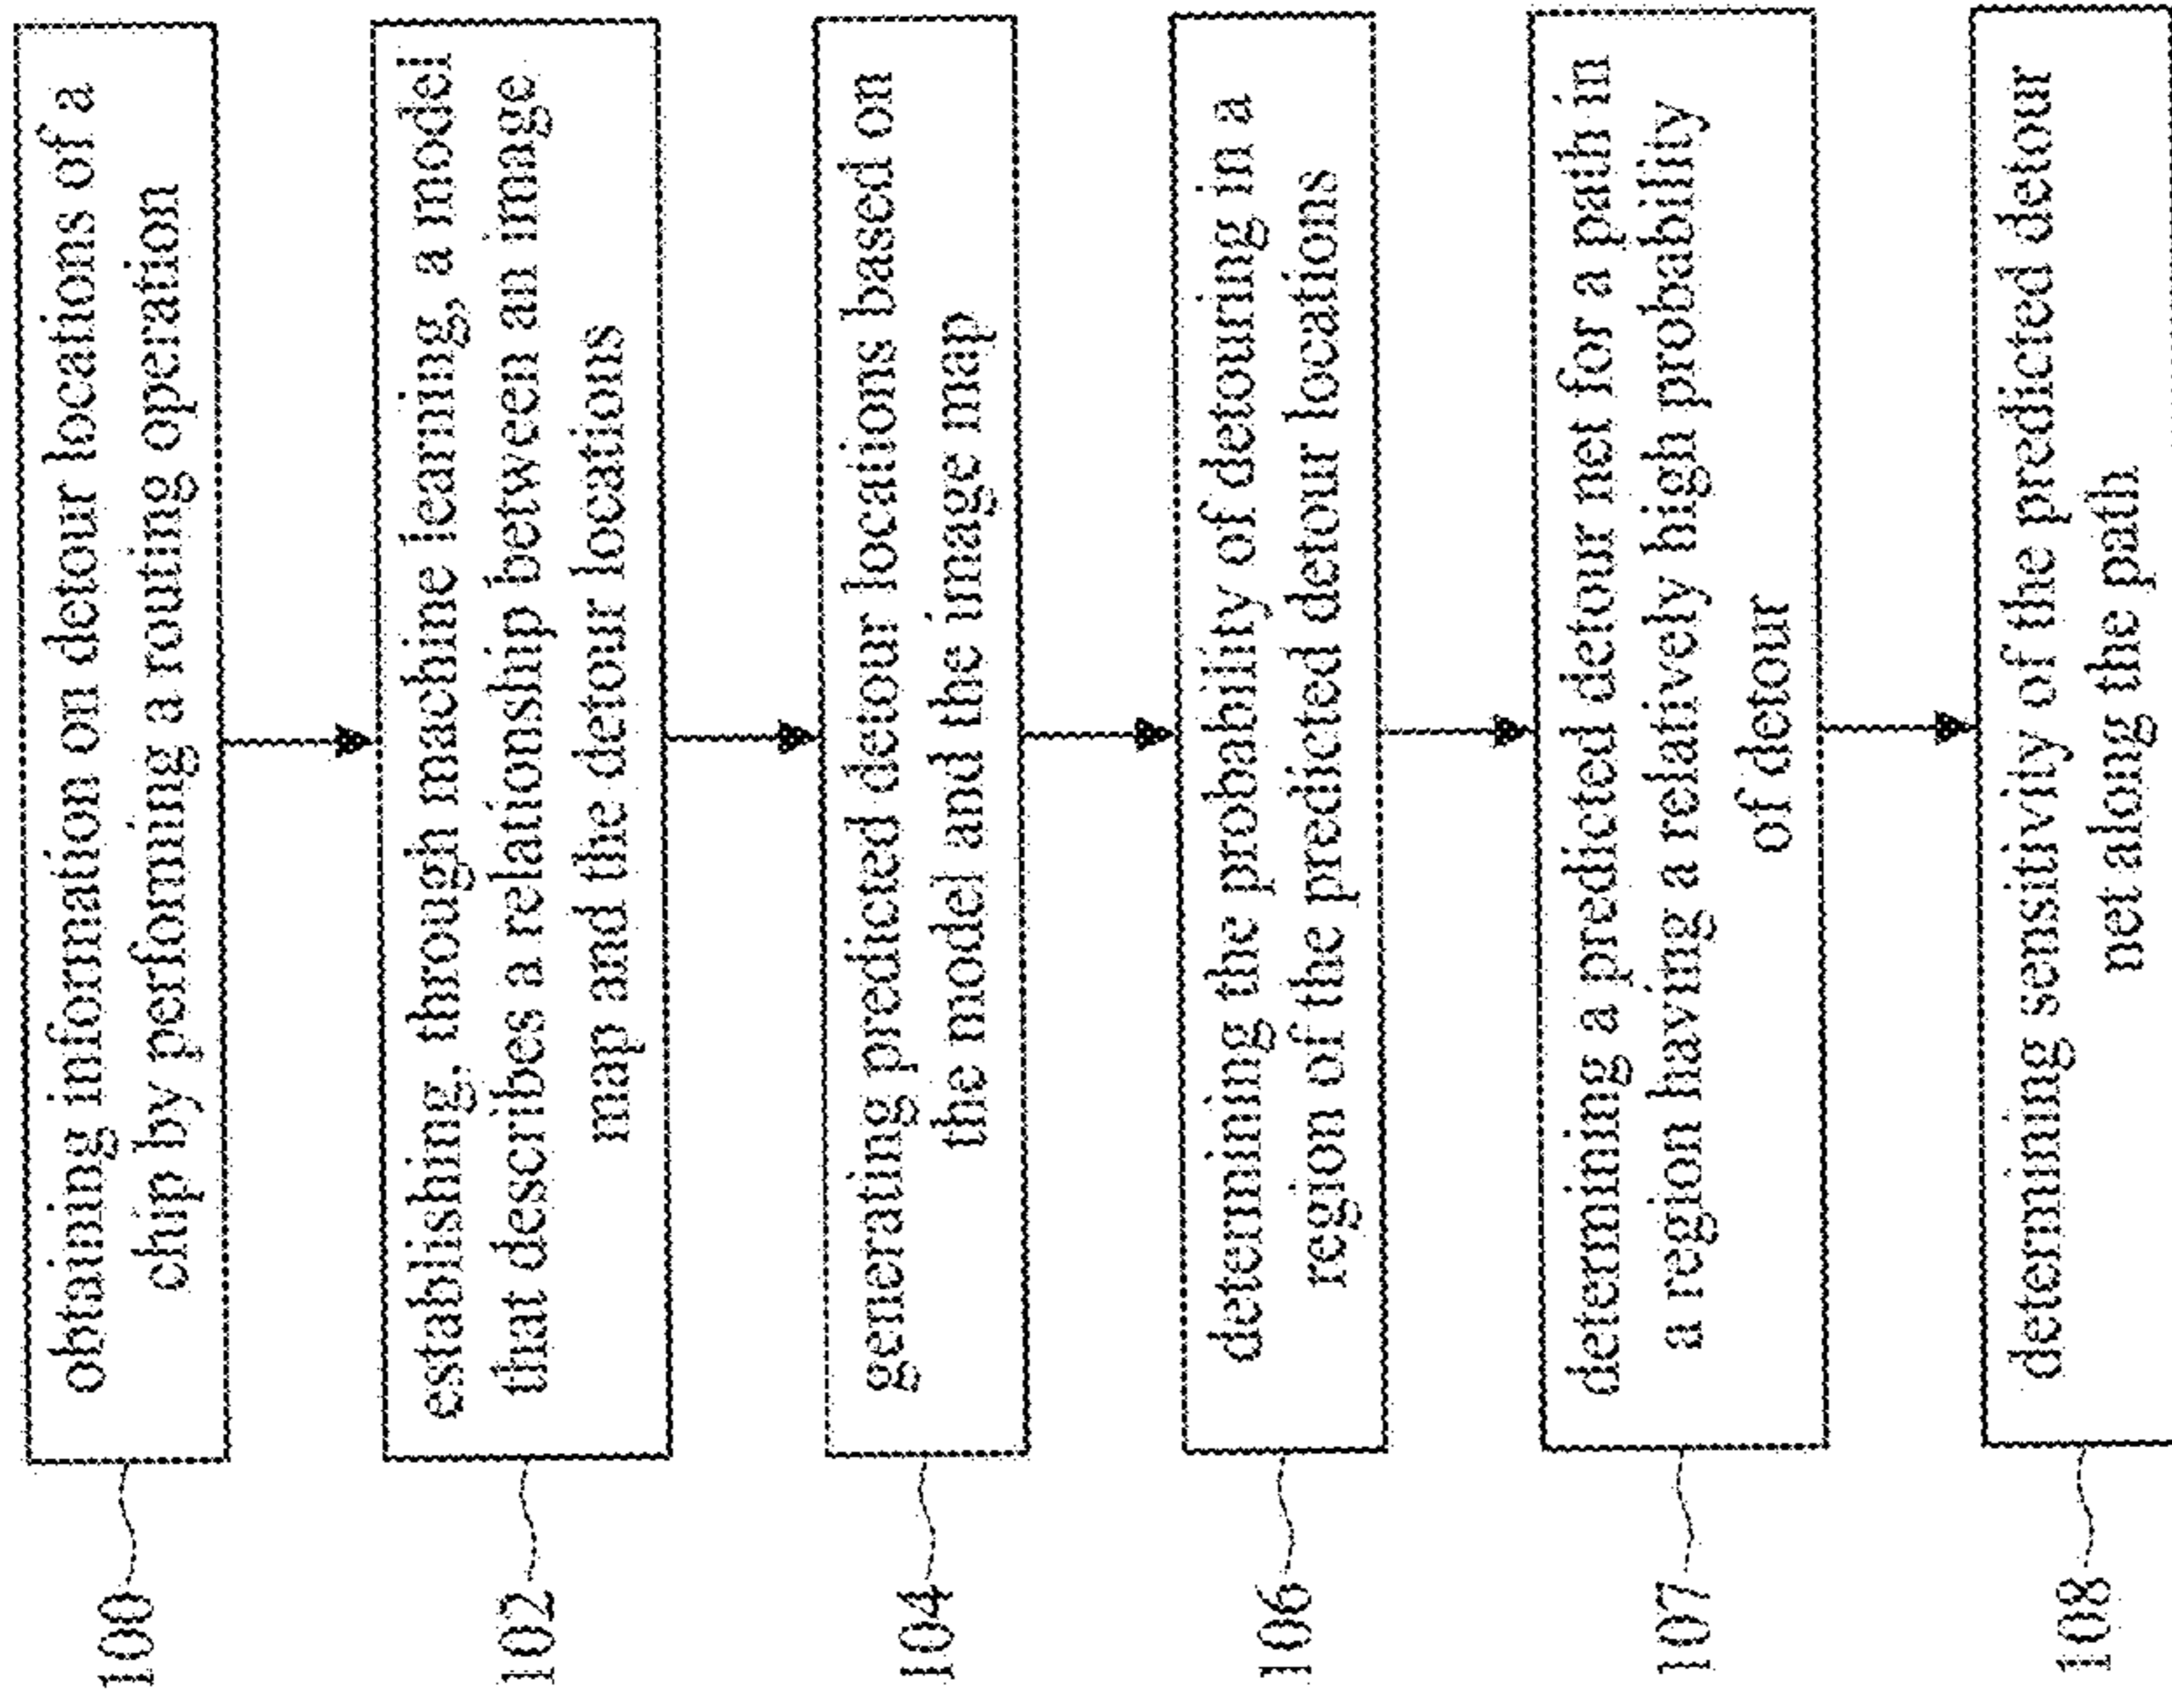 100
obtaining information on detour locations of a
chip by performing a routing operation
102
establishing, through machine learning, a model
that describes a relationship between an image
map and the detour locations
104
generating predicted detour locations based on
the model and the image map
106
determining the probability of detouring in a
region of the predicted detour locations
107
determining a predicted detour net for a path in
a region having a relatively high probability
of detour
108
determining sensitivity of the predicted detour
net along the path